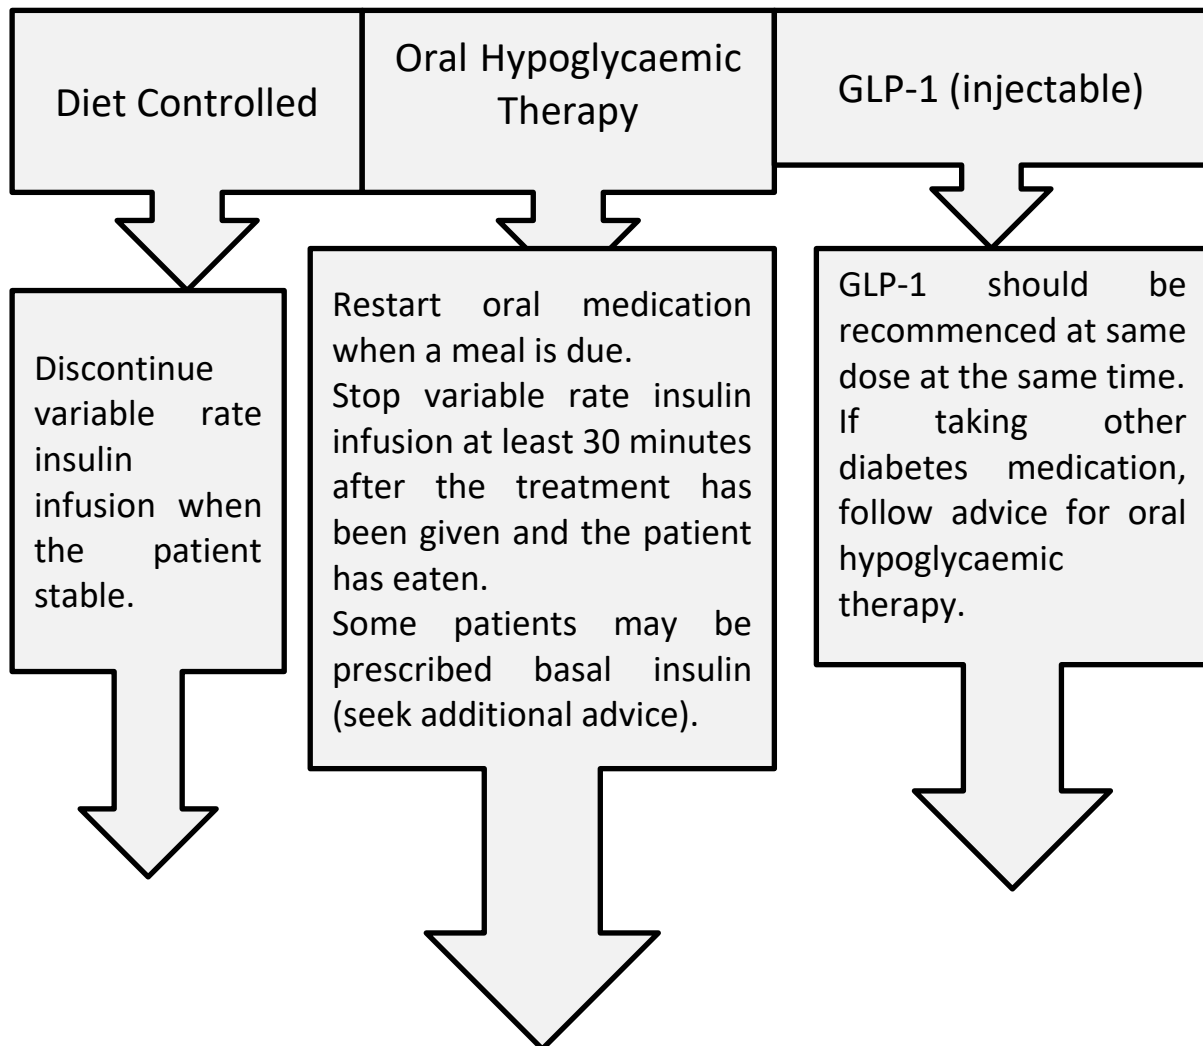 Diet Controlled
Oral Hypoglycaemic
Therapy
GLP-1 (injectable)
Discontinue
variable rate
insulin
infusion when
the patient
stable.
Restart oral medication
when a meal is due.
Stop variable rate insulin
infusion at least 30 minutes
after the treatment has
been given and the patient
has eaten.
Some patients may be
prescribed basal insulin
(seek additional advice).
GLP-1 should be
recommenced at same
dose at the same time.
If taking other
diabetes medication,
follow advice for oral
hypoglycaemic
therapy.